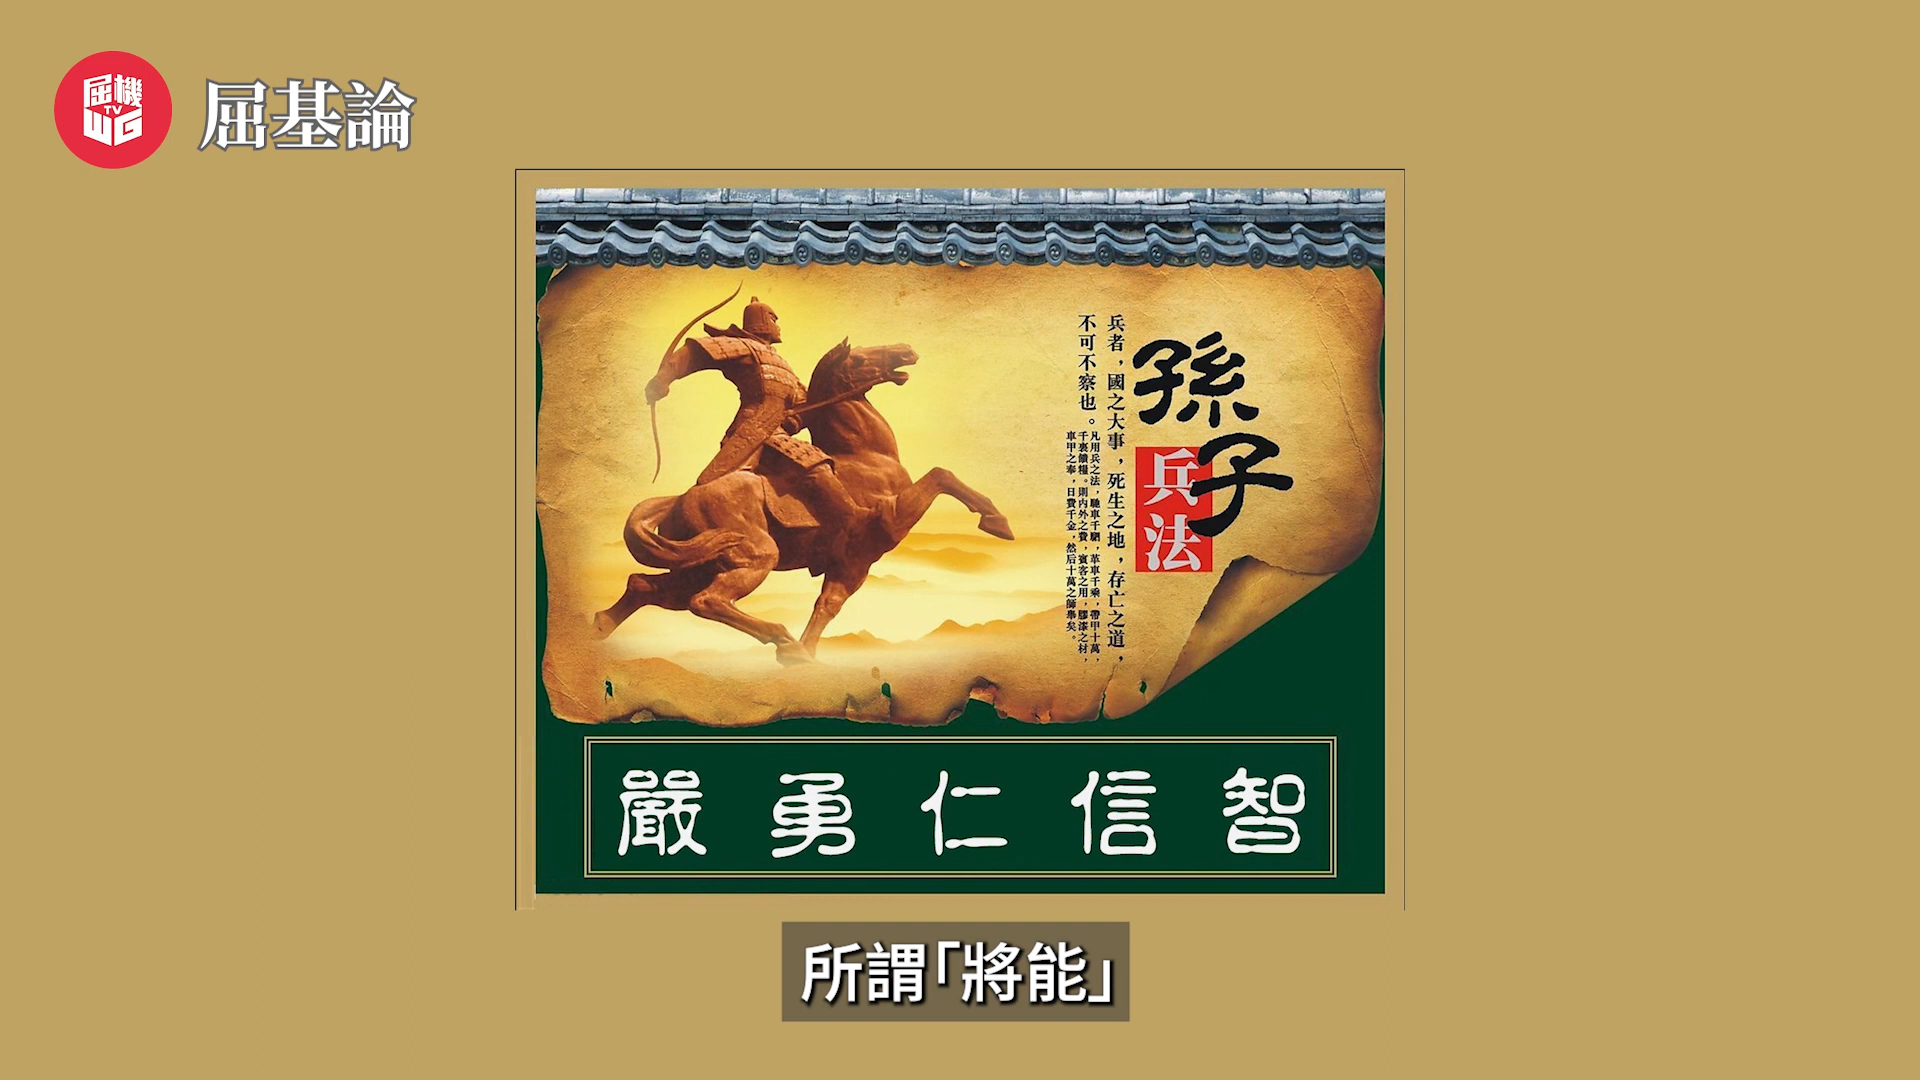 屈機
TV
WG
屈基論
孫子
兵法
兵者，國之大事，死生之地，存亡之道，
不可不察也。
凡用兵之法，馳車千駟，革車千乘，帶甲十萬，
千裏饋糧。則內外之費，賓客之用，膠漆之材，
車甲之奉，日費千金，然后十萬之師舉矣。
嚴勇仁信智
所謂「將能」